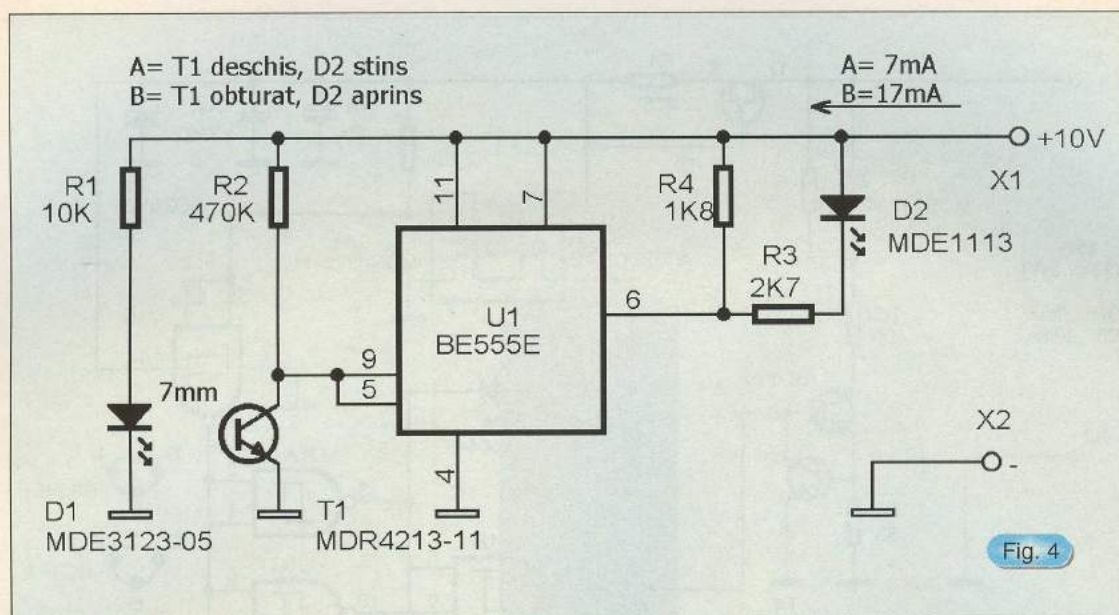 A= T1 deschis, D2 stins
B= T1 obturat, D2 aprins
A= 7mA
B=17mA
+10V
X1
R1
10K
R2
470K
11
7
R4
1K8
D2
MDE1113
R3
2K7
6
U1
BE555E
9
5
7mm
4
X2
-
D1
MDE3123-05
T1
MDR4213-11
Fig. 4